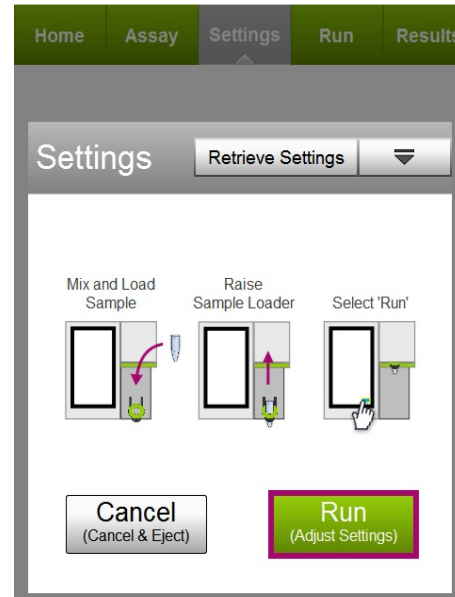 Home Assay Settings Run Results
Settings
Retrieve Settings
Mix and Load
Sample
Raise
Sample Loader
Select 'Run'
Cancel
(Cancel & Eject)
Run
(Adjust Settings)